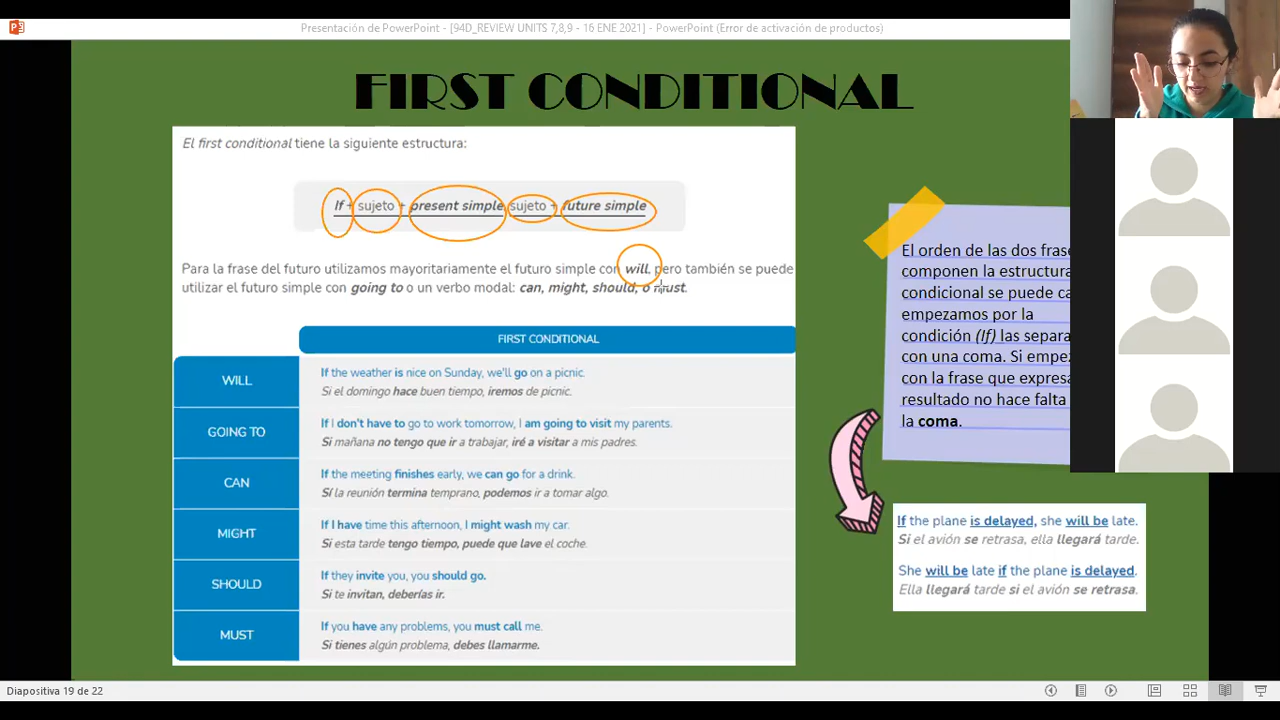 Presentación de PowerPoint - [94D_REVIEW UNITS 7,8,9 - 16 ENE 2021] - PowerPoint (Error de activación de productos)
FIRST CONDITIONAL
El first conditional tiene la siguiente estructura:
If + sujeto + present simple, sujeto + future simple
Para la frase del futuro utilizamos mayoritariamente el futuro simple con will, pero también se puede
utilizar el futuro simple con going to o un verbo modal: can, might, should, o must.
FIRST CONDITIONAL
WILL
If the weather is nice on Sunday, we'll go on a picnic.
Si el domingo hace buen tiempo, iremos de picnic.
GOING TO
If I don't have to go to work tomorrow, I am going to visit my parents.
Si mañana no tengo que ir a trabajar, iré a visitar a mis padres.
CAN
If the meeting finishes early, we can go for a drink.
Si la reunión termina temprano, podemos ir a tomar algo.
MIGHT
If I have time this afternoon, I might wash my car.
Si esta tarde tengo tiempo, puede que lave el coche.
SHOULD
If they invite you, you should go.
Si te invitan, deberías ir.
MUST
If you have any problems, you must call me.
Si tienes algún problema, debes llamarme.
El orden de las dos
componen la estructura
condicional se puede
empezamos por la
condición (If) las
con una coma. Si
con la frase que
resultado no hace falta
la coma.
If the plane is delayed, she will be late.
Si el avión se retrasa, ella llegará tarde.
She will be late if the plane is delayed.
Ella llegará tarde si el avión se retrasa.
Diapositiva 19 de 22